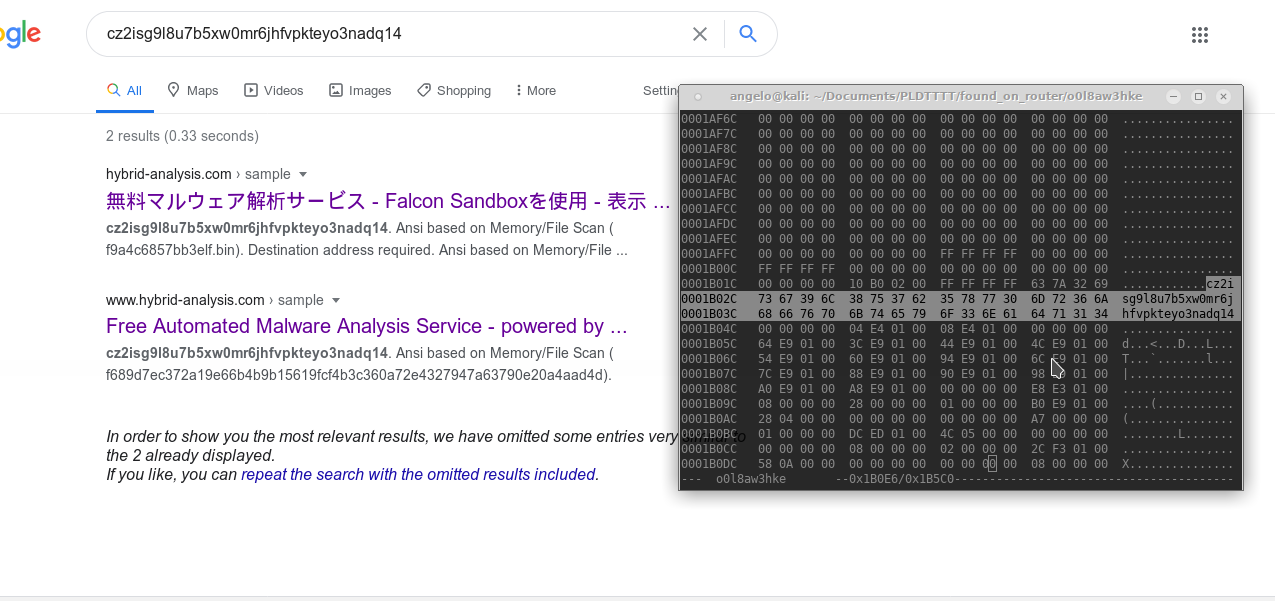 ogle
cz2isg9l8u7b5xw0mr6jhfvpkteyo3nadq14
All Maps Videos Images Shopping More Settin
2 results (0.33 seconds)
hybrid-analysis.com › sample
無料マルウェア解析サービス - Falcon Sandboxを使用 - 表示 ...
cz2isg9l8u7b5xw0mr6jhfvpkteyo3nadq14. Ansi based on Memory/File Scan (
f9a4c6857bb3elf.bin). Destination address required. Ansi based on Memory/File ...
www.hybrid-analysis.com › sample
Free Automated Malware Analysis Service - powered by ...
cz2isg9l8u7b5xw0mr6jhfvpkteyo3nadq14. Ansi based on Memory/File Scan (
f689d7ec372a19e66b4b9b15619fcf4b3c360a72e4327947a63790e20a4aad4d).
In order to show you the most relevant results, we have omitted some entries very to
the 2 already displayed.
If you like, you can repeat the search with the omitted results included.
angelo@kali: ~/Documents/PLDTTTT/found_on_router/o0l8aw3hke
0001AF6C 00 00 00 00 00 00 00 00 00 00 00 00 00 00 00 00 ................
0001AF7C 00 00 00 00 00 00 00 00 00 00 00 00 00 00 00 00 ................
0001AF8C 00 00 00 00 00 00 00 00 00 00 00 00 00 00 00 00 ................
0001AF9C 00 00 00 00 00 00 00 00 00 00 00 00 00 00 00 00 ................
0001AFAC 00 00 00 00 00 00 00 00 00 00 00 00 00 00 00 00 ................
0001AFBC 00 00 00 00 00 00 00 00 00 00 00 00 00 00 00 00 ................
0001AFCC 00 00 00 00 00 00 00 00 00 00 00 00 00 00 00 00 ................
0001AFDC 00 00 00 00 00 00 00 00 00 00 00 00 00 00 00 00 ................
0001AFEC 00 00 00 00 00 00 00 00 00 00 00 00 00 00 00 00 ................
0001AFFC 00 00 00 00 00 00 00 00 FF FF FF FF 00 00 00 00 ................
0001B00C FF FF FF FF 00 00 00 00 00 00 00 00 00 00 00 00 ................
0001B01C 00 00 00 00 10 B0 02 00 FF FF FF FF 63 7A 32 69 ............cz2i
0001B02C 73 67 39 6C 38 75 37 62 35 78 77 30 6D 72 36 6A sg9l8u7b5xw0mr6j
0001B03C 68 66 76 70 6B 74 65 79 6F 33 6E 61 64 71 31 34 hfvpkteyo3nadq14
0001B04C 00 00 00 00 04 E4 01 00 08 E4 01 00 00 E9 01 00 ................
0001B05C 64 E9 01 00 3C E9 01 00 44 E9 01 00 4C E9 01 00 d...<...D...L...
0001B06C 54 E9 01 00 60 E9 01 00 94 E9 01 00 6C E9 01 00 T...`.......l...
0001B07C 7C E9 01 00 88 E9 01 00 90 E9 01 00 98 01 00 |...............
0001B08C A0 E9 01 00 A8 E9 01 00 00 00 00 00 E8 E3 01 00 ................
0001B09C 08 00 00 00 28 00 00 00 01 00 00 00 B0 E9 01 00 ....(...........
0001B0AC 28 04 00 00 00 00 00 00 00 00 00 00 A7 00 00 00 (...............
0001B0BC 01 00 00 00 DC ED 01 00 4C 05 00 00 00 00 00 00 ........L.......
0001B0CC 00 00 00 00 08 00 00 00 02 00 00 00 2C F3 01 00 ............,...
0001B0DC 58 0A 00 00 00 00 00 00 00 00 00 00 08 00 00 00 X...............
--- o0l8aw3hke --0x1B0E6/0x1B5C0-----------------------------------